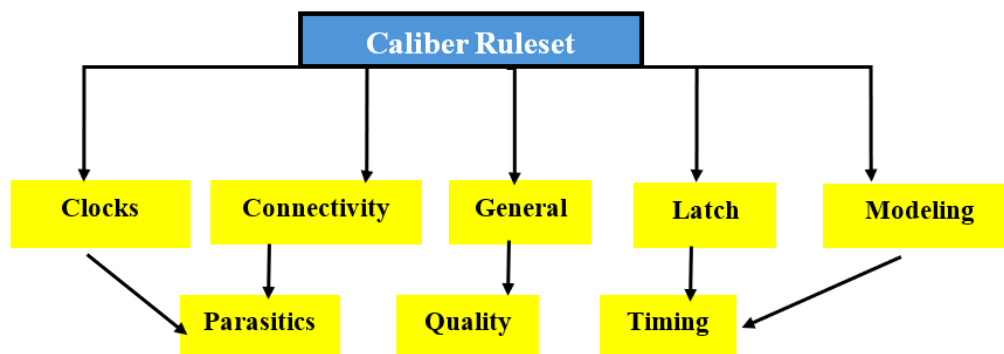 Caliber Ruleset
Clocks
Connectivity
General
Latch
Modeling
Parasitics
Quality
Timing